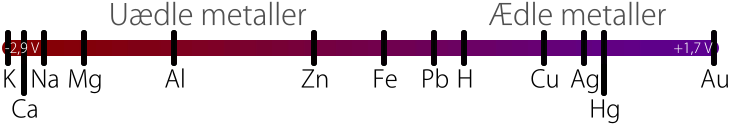 Uædle metaller Ædle metaller
-2,9 V +1,7 V
K Na Mg Al Zn Fe Pb H Cu Ag Au
Ca Hg